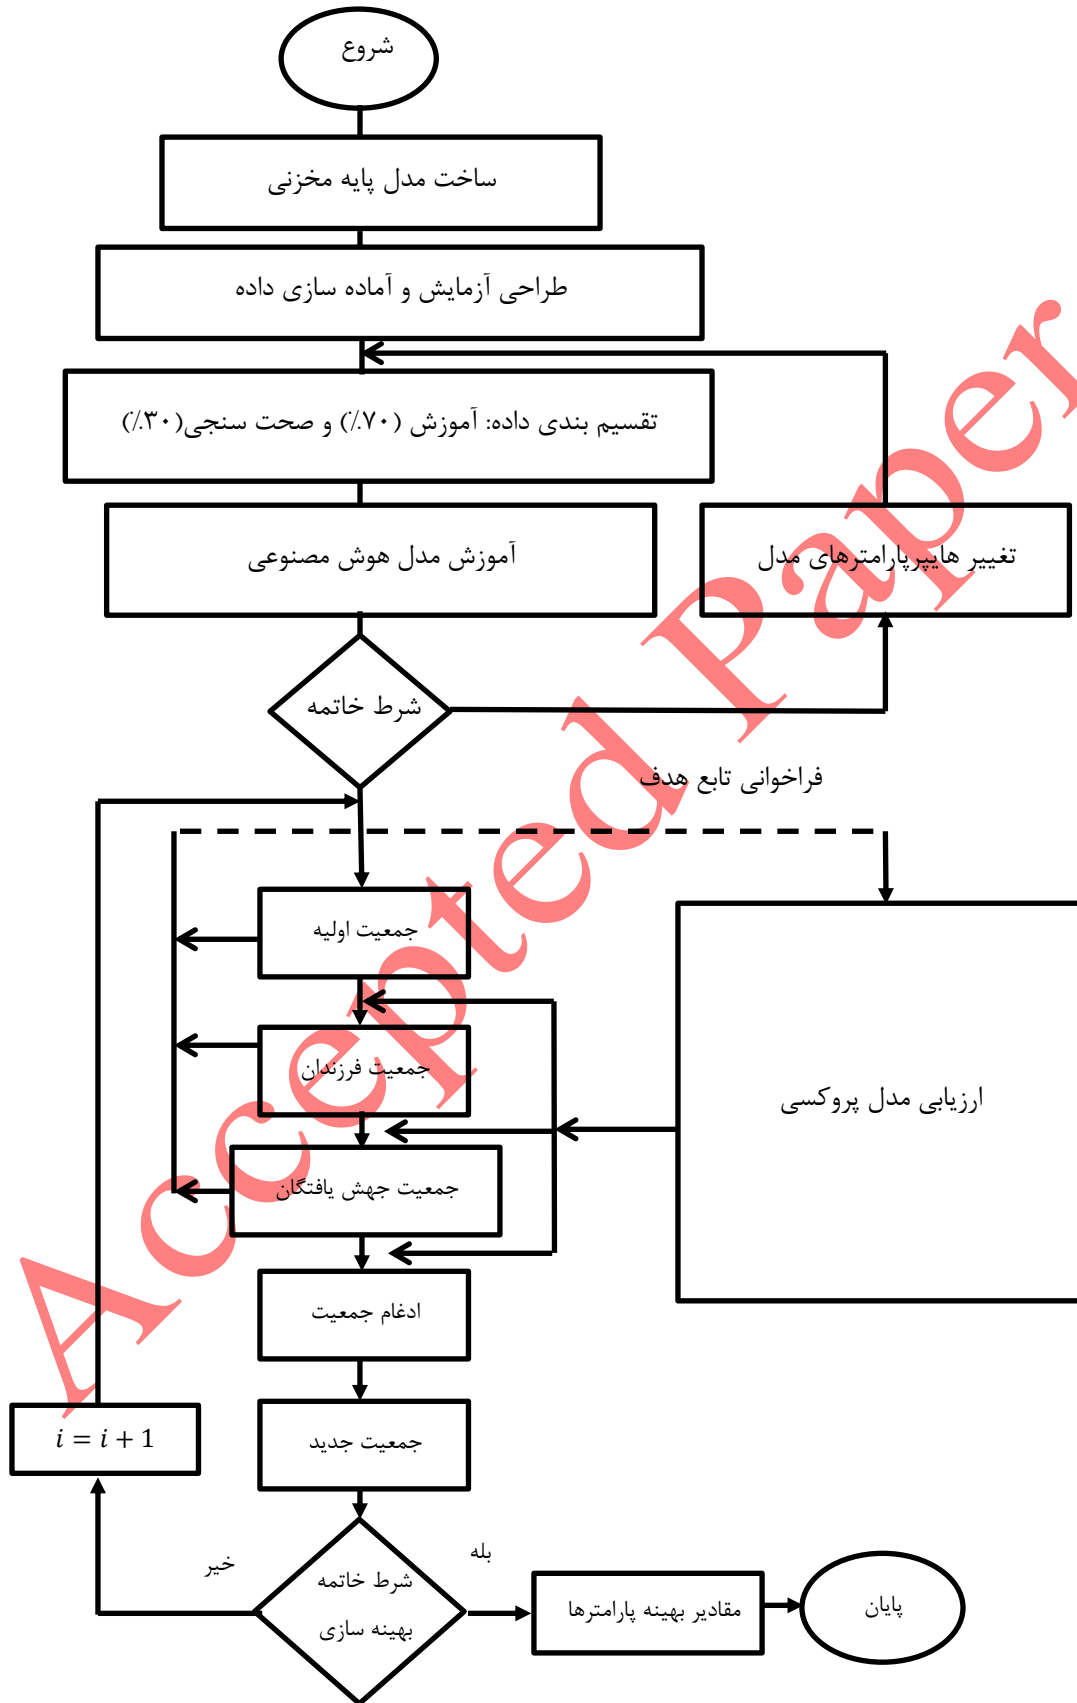 شروع
ساخت مدل پایه مخزنی
طراحی آزمایش و آماده سازی داده
تقسیم بندی داده: آموزش (۷۰٪) و صحت سنجی(۳۰٪)
آموزش مدل هوش مصنوعی
تغییر هایپرپارامترهای مدل
شرط خاتمه
فراخوانی تابع هدف
جمعیت اولیه
جمعیت فرزندان
ارزیابی مدل پروکسی
جمعیت جهش یافتگان
ادغام جمعیت
جمعیت جدید
i = i + 1
خیر
بله
شرط خاتمه
بهینه سازی
مقادیر بهینه پارامترها
پایان
Accepted Paper